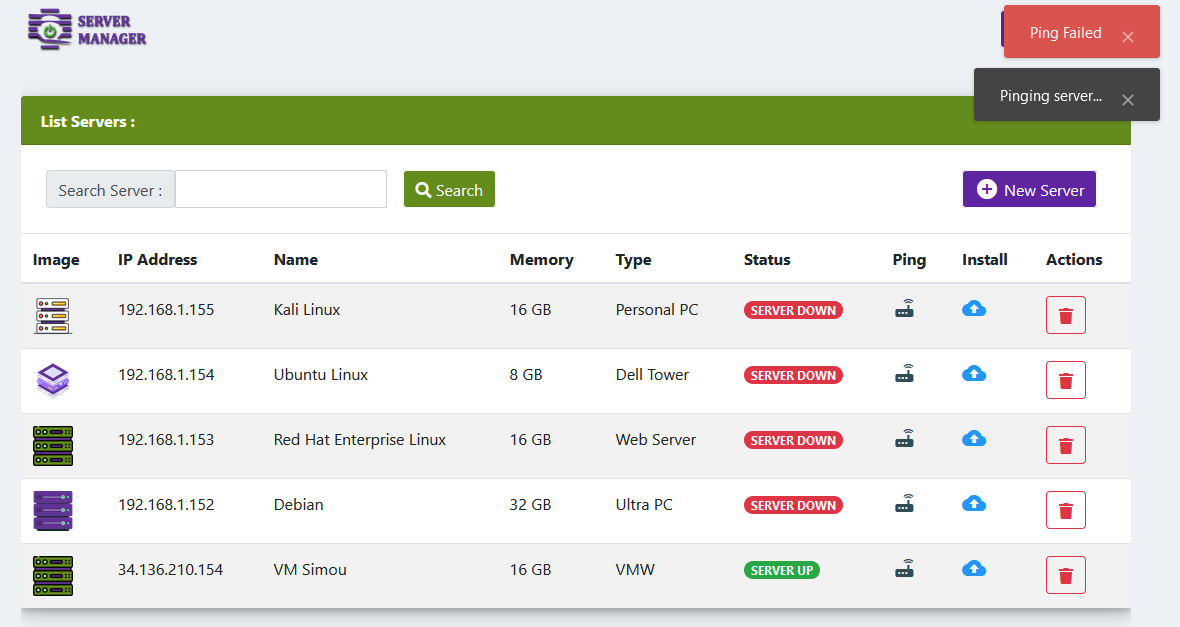 SERVER
MANAGER
Ping Failed ×
Pinging server... ×
List Servers :
Search Server :
Search
New Server
Image IP Address Name Memory Type Status Ping Install Actions
192.168.1.155 Kali Linux 16 GB Personal PC SERVER DOWN
192.168.1.154 Ubuntu Linux 8 GB Dell Tower SERVER DOWN
192.168.1.153 Red Hat Enterprise Linux 16 GB Web Server SERVER DOWN
192.168.1.152 Debian 32 GB Ultra PC SERVER DOWN
34.136.210.154 VM Simou 16 GB VMW SERVER UP